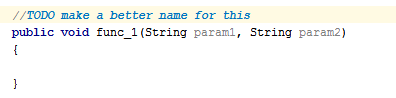 //TODO make a better name for this
public void func_1(String param1, String param2)
{
}